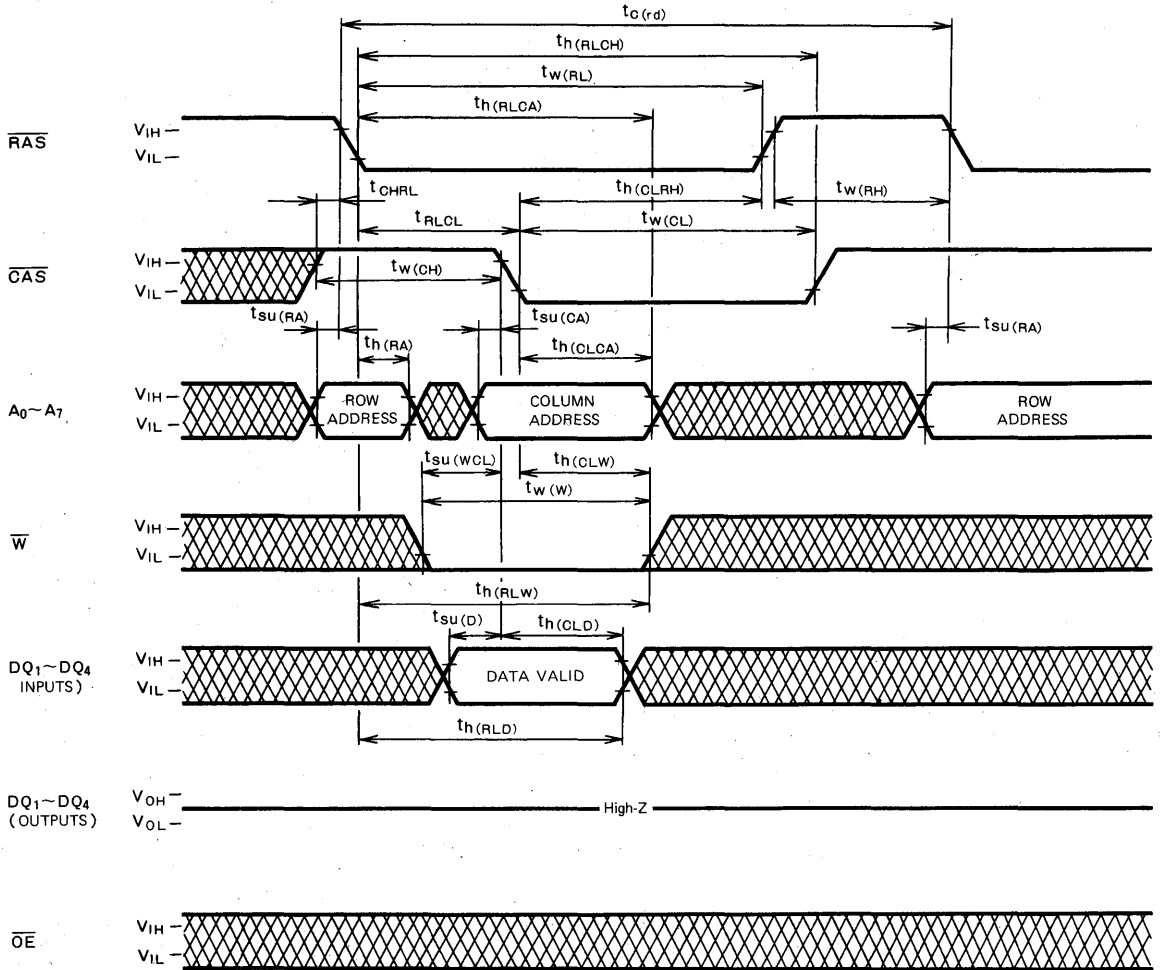 tc(rd)
th(RLCH)
tw(RL)
th(RLCA)
RAS
VIH
VIL
tCHRL
th(CLRH)
tw(RH)
tRLCL
tw(CL)
CAS
VIH
VIL
tw(CH)
tsu(RA)
tsu(CA)
tsu(RA)
th(RA)
th(CLCA)
A0~A7
VIH
VIL
ROW
ADDRESS
COLUMN
ADDRESS
ROW
ADDRESS
tsu(WCL)
th(CLW)
tw(W)
W
VIH
VIL
th(RLW)
tsu(D)
th(CLD)
DQ1~DQ4
INPUTS)
VIH
VIL
DATA VALID
th(RLD)
DQ1~DQ4
(OUTPUTS)
VOH
VOL
High-Z
OE
VIH
VIL